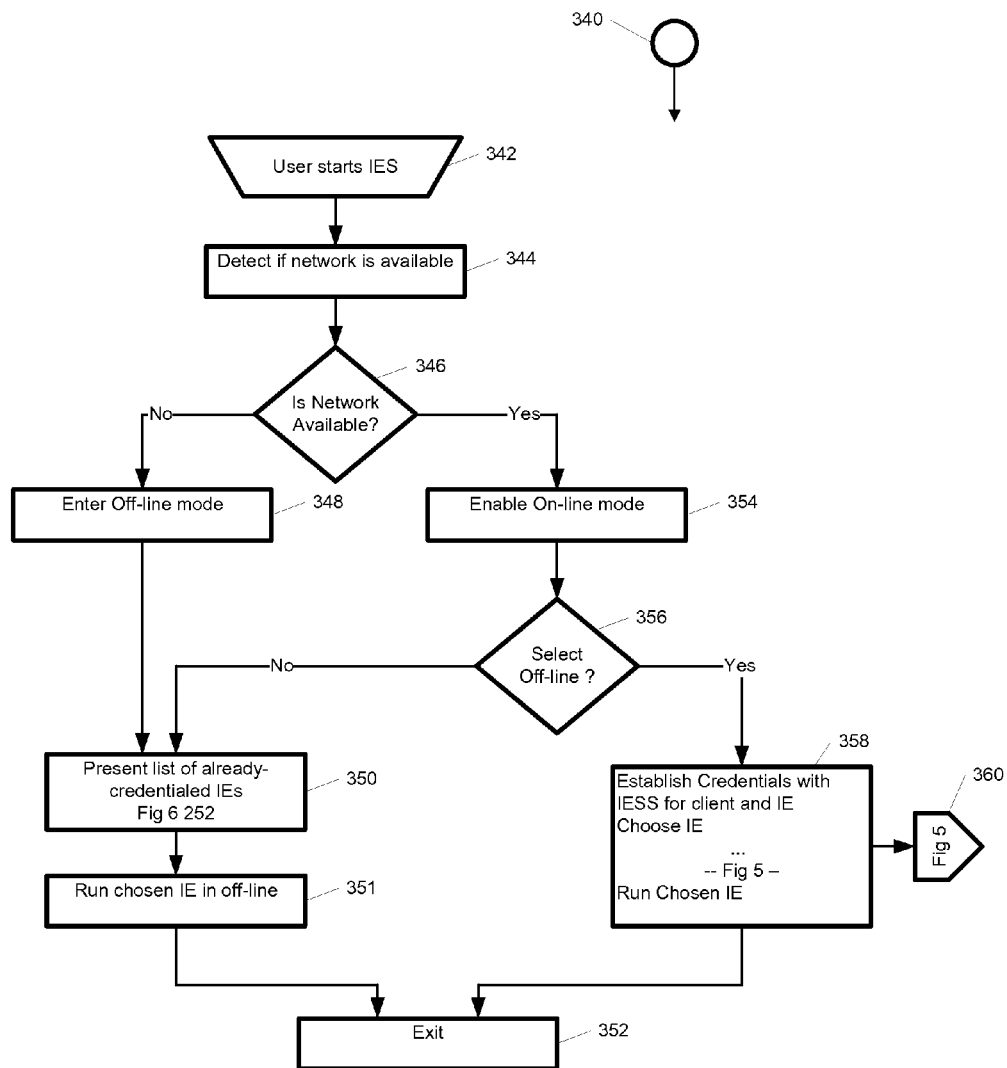 340
User starts IES
342
Detect if network is available
344
346
Is Network
Available?
No
Yes
Enter Off-line mode
348
Enable On-line mode
354
356
Select
Off-line ?
No
Yes
Present list of already-
credentialed IEs
Fig 6 252
350
358
Establish Credentials with
IESS for client and IE
Choose IE
...
-- Fig 5 –
Run Chosen IE
360
Fig 5
Run chosen IE in off-line
351
Exit
352